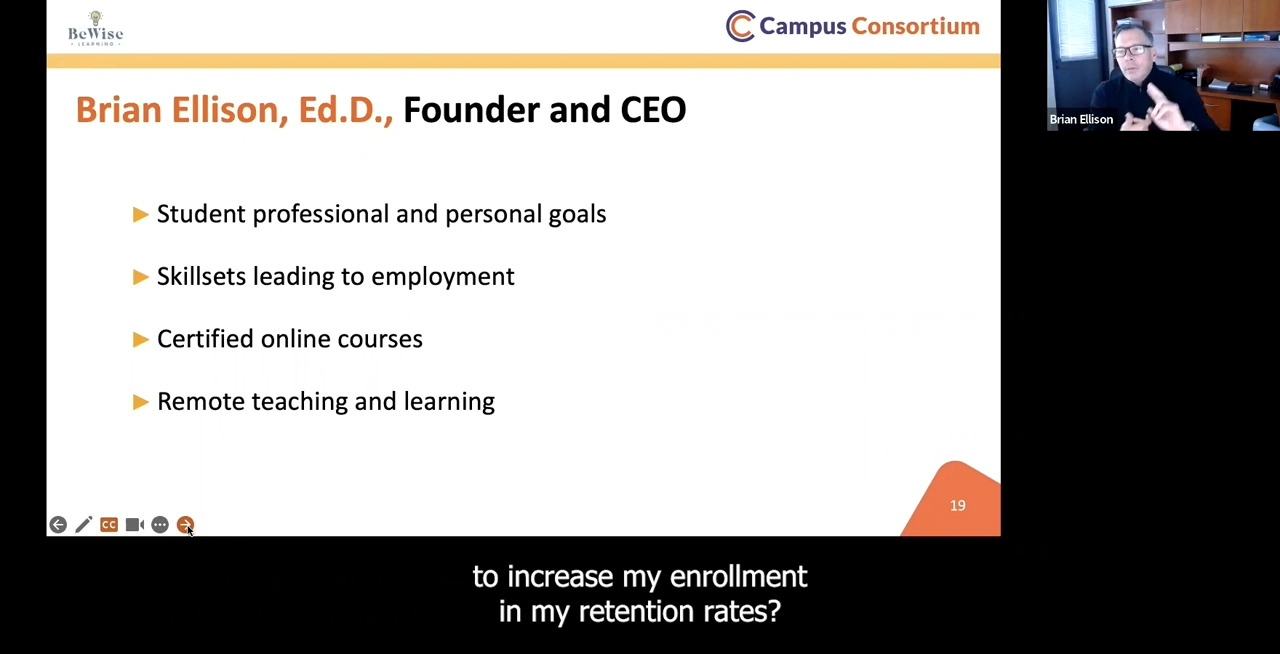 BeWise
LEARNING
Campus Consortium
Brian Ellison, Ed.D., Founder and CEO
Student professional and personal goals
Skillsets leading to employment
Certified online courses
Remote teaching and learning
19
CC
Brian Ellison
to increase my enrollment
in my retention rates?